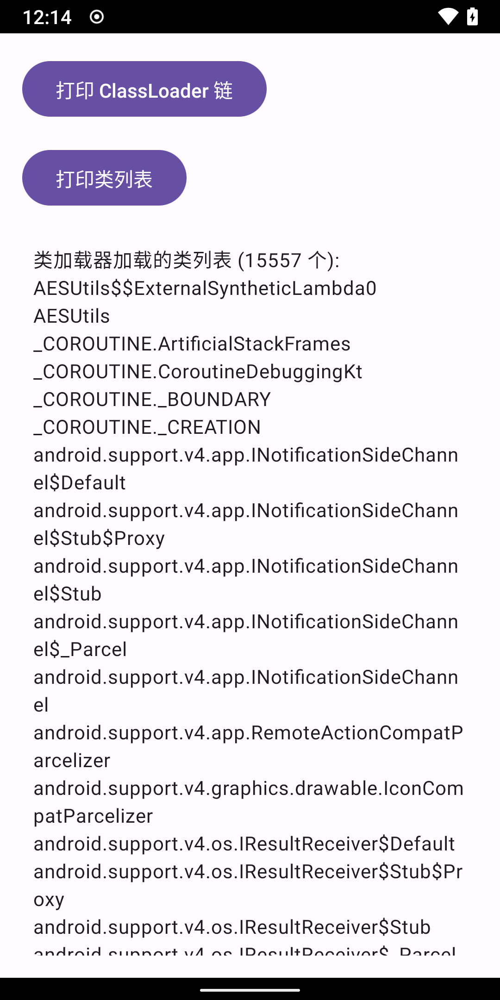 12:14
打印 ClassLoader 链
打印类列表
类加载器加载的类列表 (15557 个):
AESUtils$$ExternalSyntheticLambda0
AESUtils
_COROUTINE.ArtificialStackFrames
_COROUTINE.CoroutineDebuggingKt
_COROUTINE._BOUNDARY
_COROUTINE._CREATION
android.support.v4.app.INotificationSideChann
el$Default
android.support.v4.app.INotificationSideChann
el$Stub$Proxy
android.support.v4.app.INotificationSideChann
el$Stub
android.support.v4.app.INotificationSideChann
el$_Parcel
android.support.v4.app.INotificationSideChann
el
android.support.v4.app.RemoteActionCompatP
arcelizer
android.support.v4.graphics.drawable.IconCom
patParcelizer
android.support.v4.os.IResultReceiver$Default
android.support.v4.os.IResultReceiver$Stub$Pr
oxy
android.support.v4.os.IResultReceiver$Stub
android.support.v4.os.IResultReceiver$_Parcel